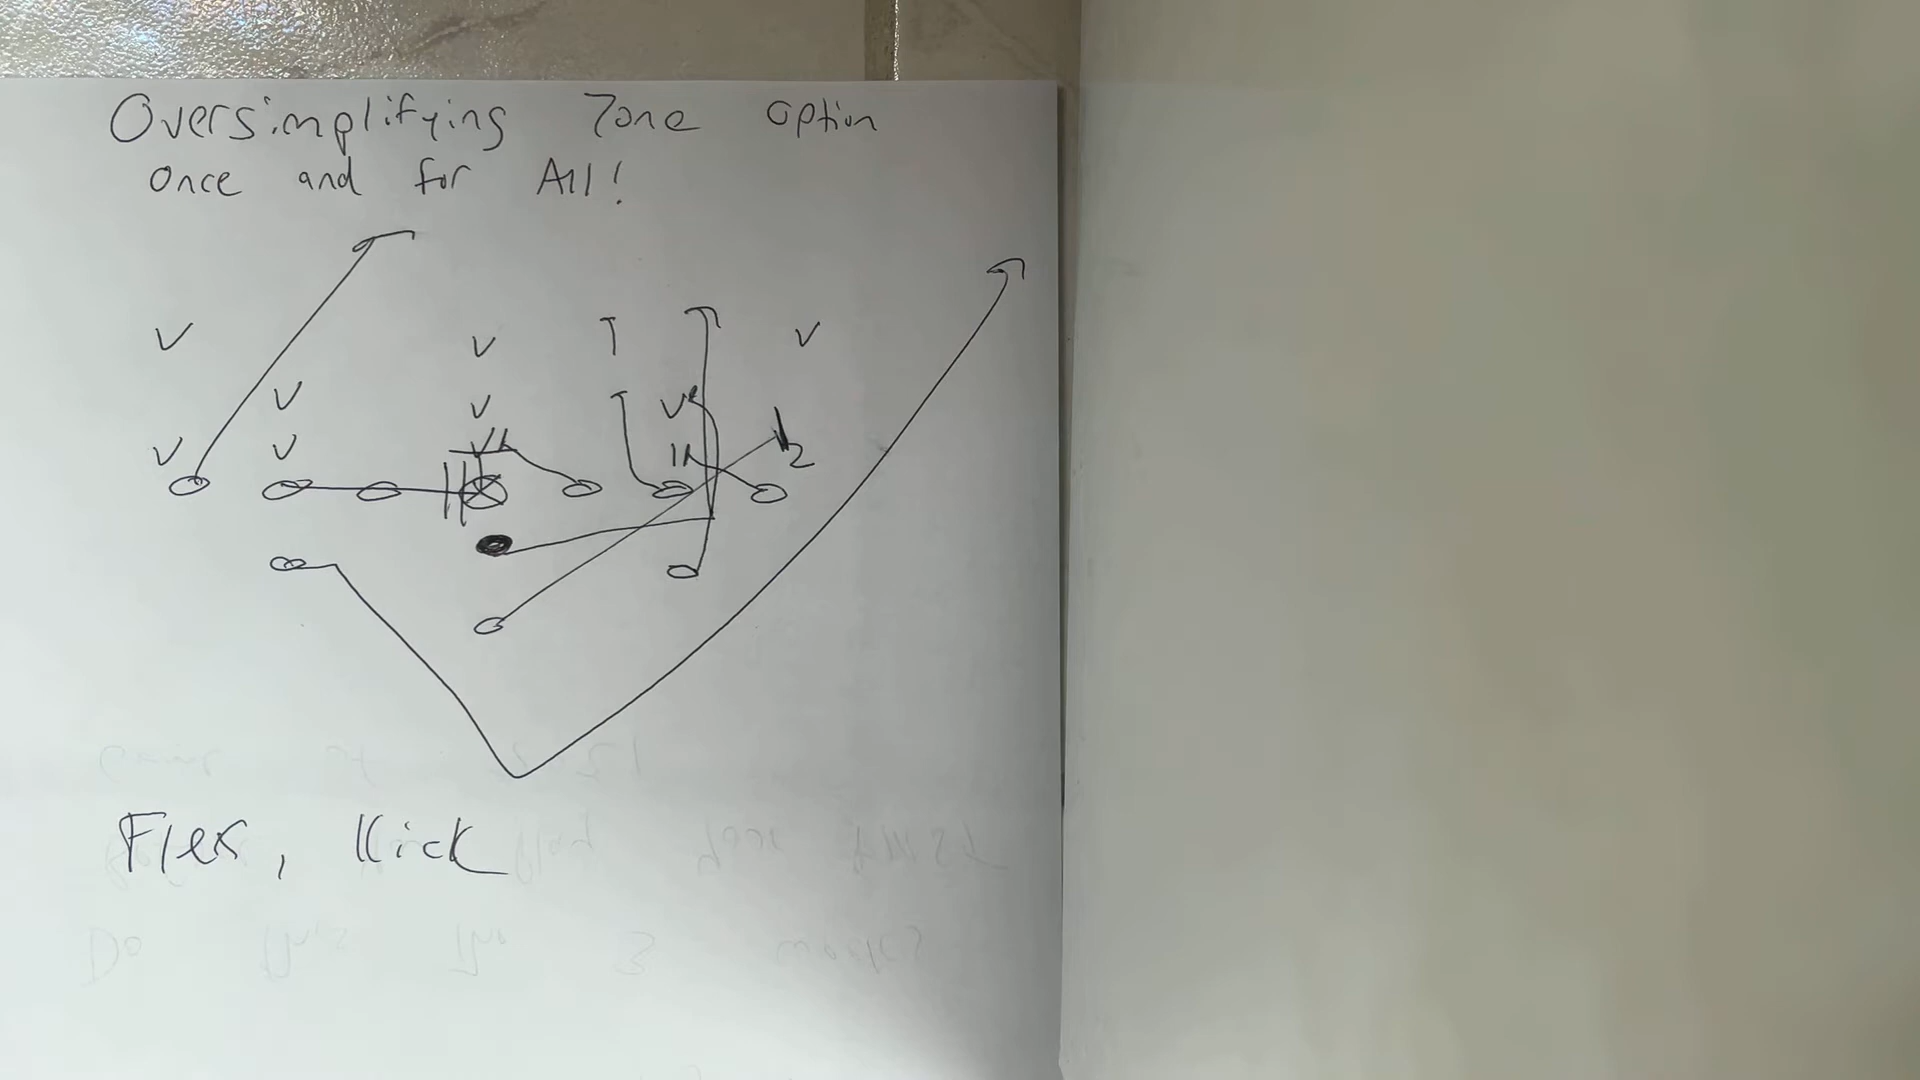 Oversimplifying Zone option
once and for All!
Flex, Kick